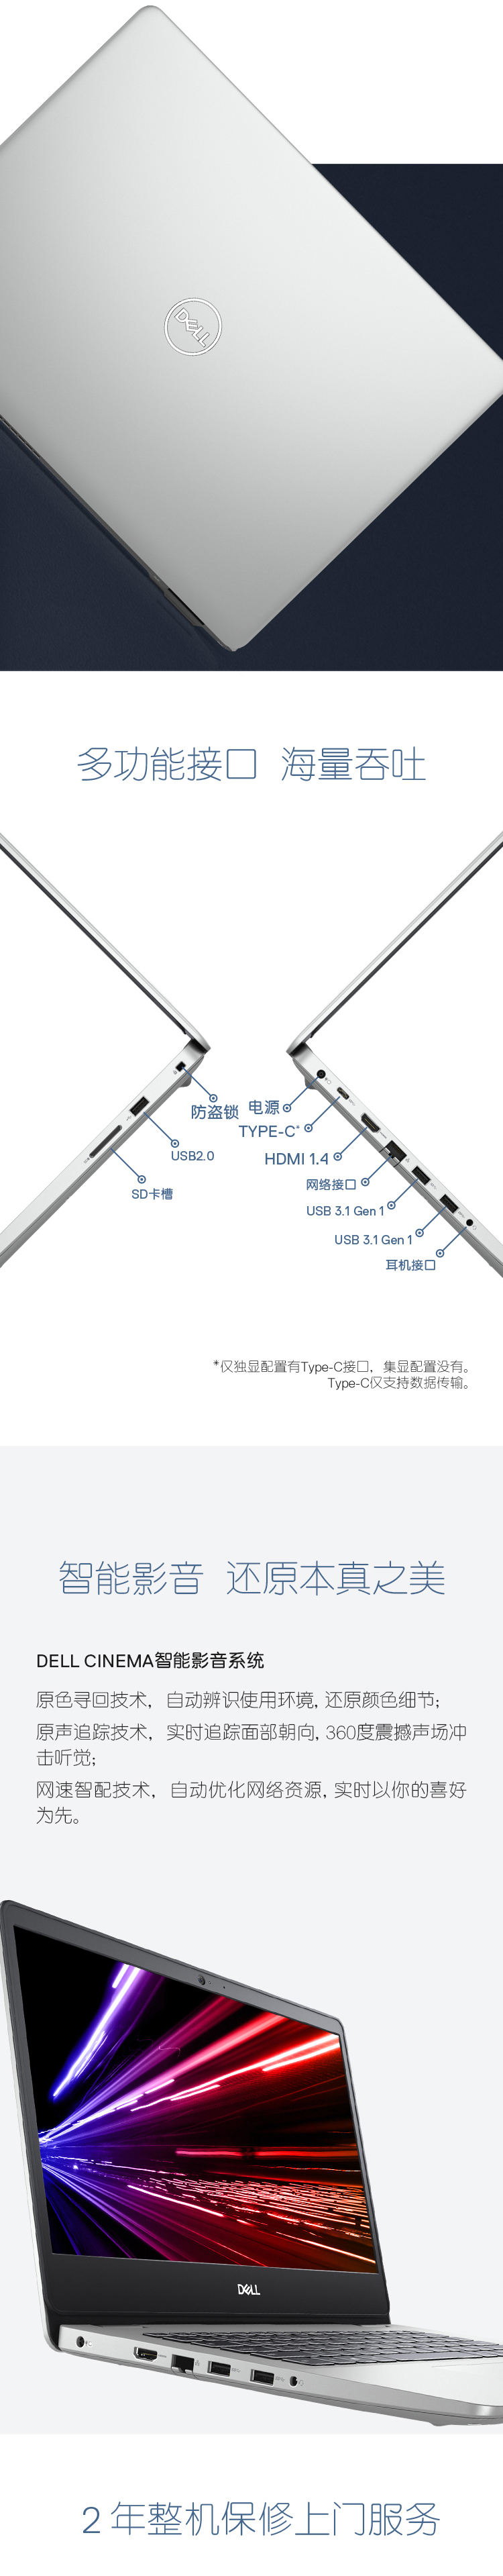 DELL
多功能接口 海量吞吐
防盗锁
电源
TYPE-C*
USB2.0
HDMI 1.4
SD卡槽
网络接口
USB 3.1 Gen 1
USB 3.1 Gen 1
耳机接口
*仅独显配置有Type-C接口，集显配置没有。
Type-C仅支持数据传输。
智能影音 还原本真之美
DELL CINEMA智能影音系统
原色寻回技术，自动辨识使用环境, 还原颜色细节;
原声追踪技术，实时追踪面部朝向, 360度震撼声场冲
击听觉;
网速智配技术，自动优化网络资源, 实时以你的喜好
为先。
DELL
2 年整机保修上门服务